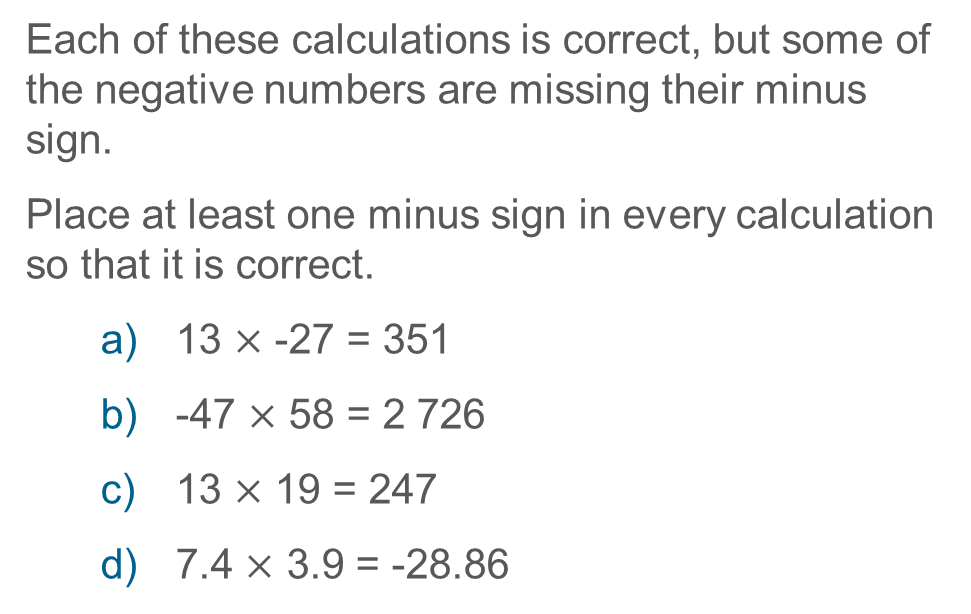 Each of these calculations is correct, but some of
the negative numbers are missing their minus
sign.
Place at least one minus sign in every calculation
so that it is correct.
a) 13 × -27 = 351
b) -47 × 58 = 2 726
c) 13 × 19 = 247
d) 7.4 × 3.9 = -28.86